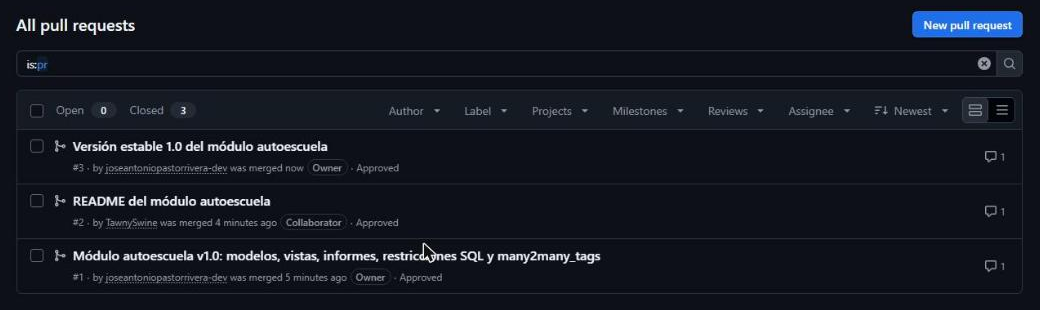 All pull requests
New pull request
is:pr
Open 0 Closed 3 Author Label Projects Milestones Reviews Assignee Newest
Versión estable 1.0 del módulo autoescuela
#3 · by joseantoniopastorrivera-dev was merged now Owner · Approved
1
README del módulo autoescuela
#2 · by TawnySwine was merged 4 minutes ago Collaborator · Approved
1
Módulo autoescuela v1.0: modelos, vistas, informes, restricciones SQL y many2many_tags
#1 · by joseantoniopastorrivera-dev was merged 5 minutes ago Owner · Approved
1